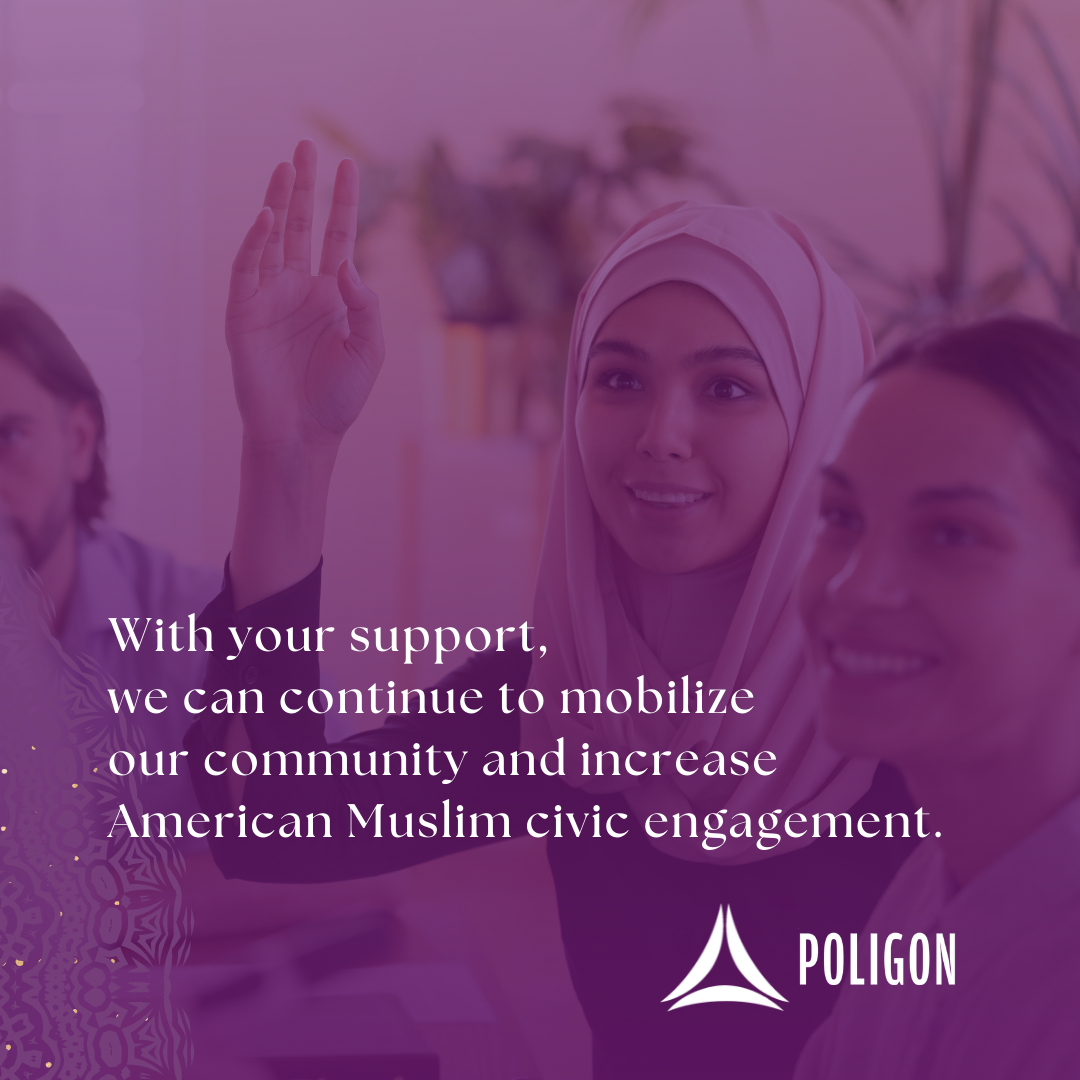 With your support,
we can continue to mobilize
our community and increase
American Muslim civic engagement.
POLIGON